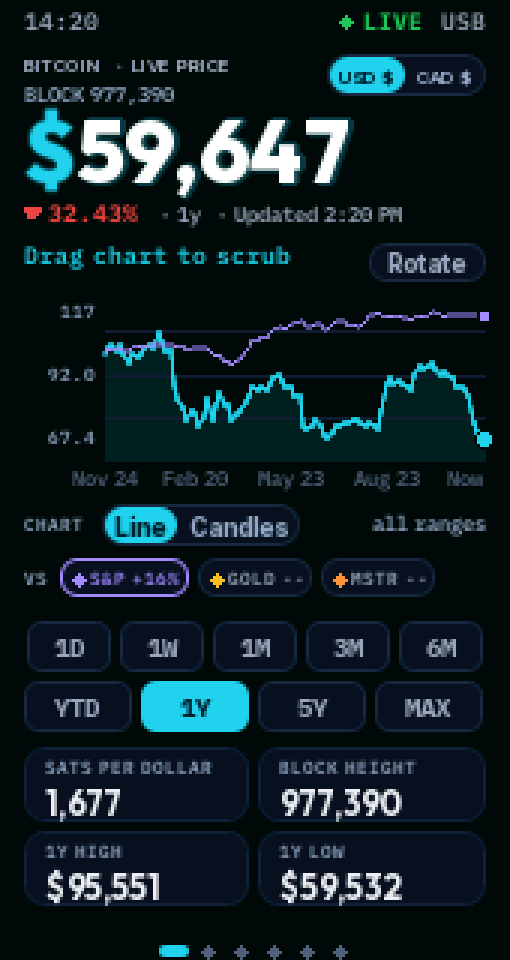 14:20 LIVE USB
BITCOIN · LIVE PRICE USD $ CAD $
BLOCK 977,390
$59,647
32.43% · 1y · Updated 2:20 PM
Drag chart to scrub Rotate
117
92.0
67.4
Nov 24 Feb 20 May 23 Aug 23 Now
CHART Line Candles all ranges
VS S&P +16% GOLD -- MSTR --
1D 1W 1M 3M 6M
YTD 1Y 5Y MAX
SATS PER DOLLAR BLOCK HEIGHT
1,677 977,390
1Y HIGH 1Y LOW
$95,551 $59,532